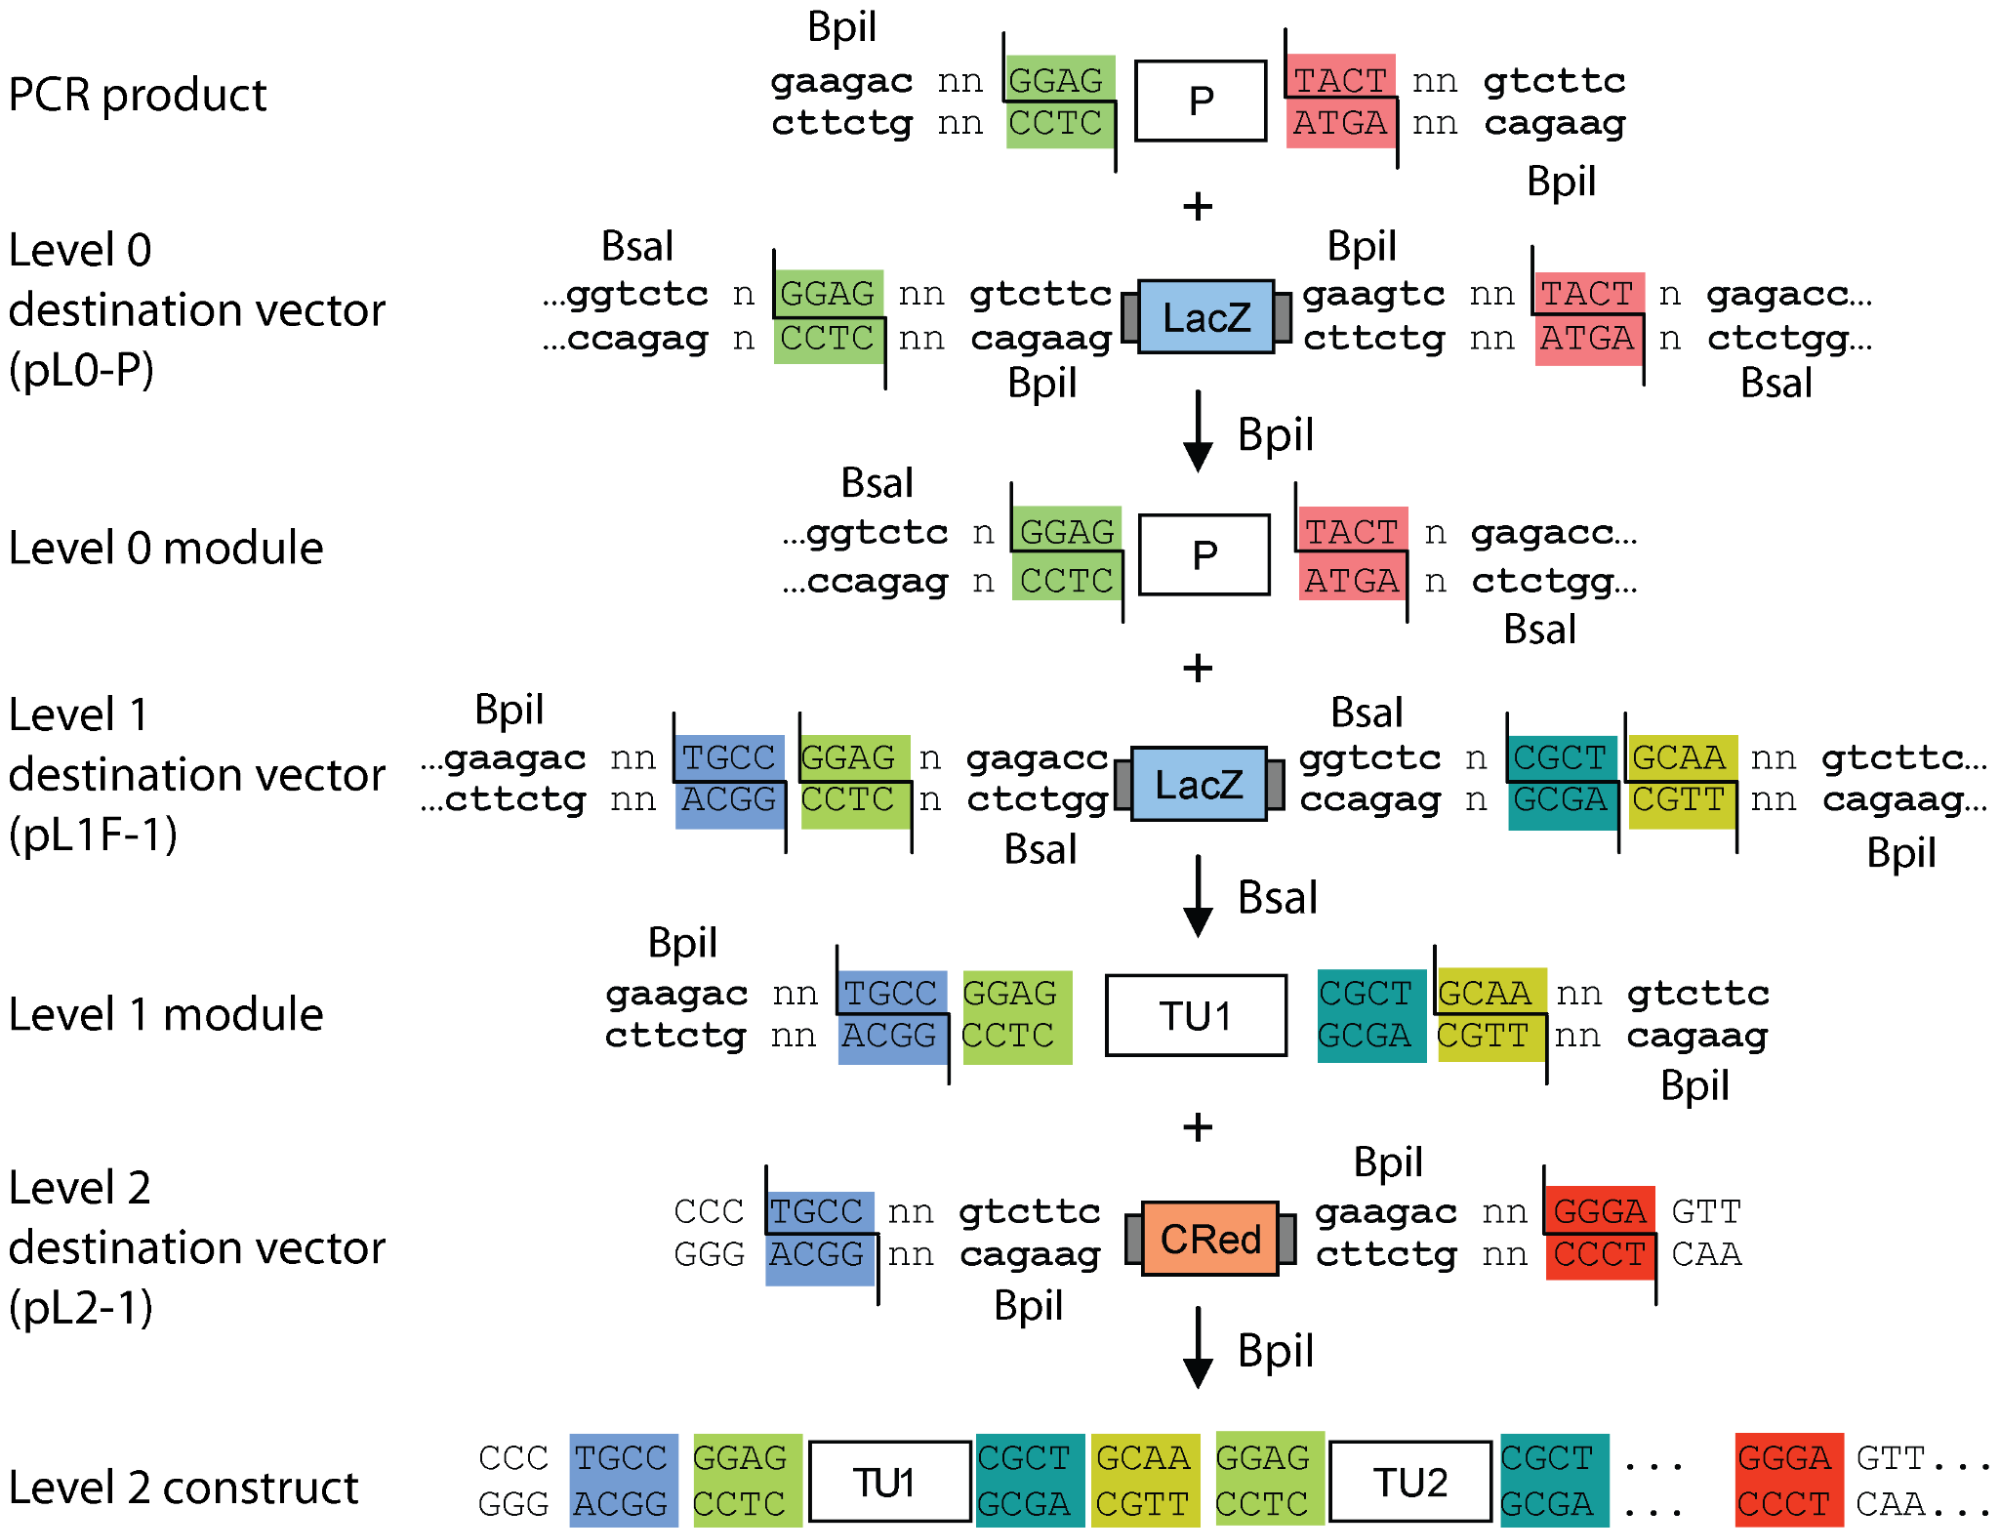 BpiI
PCR product
gaagac nn GGAG P TACT nn gtcttc
cttctg nn CCTC ATGA nn cagaag
BpiI
+
Level 0
destination vector
(pL0-P)
BsaI BpiI
...ggtctc n GGAG nn gtcttc LacZ gaagtc nn TACT n gagacc...
...ccagag n CCTC nn cagaag cttctg nn ATGA n ctctgg...
BpiI BsaI
BpiI
BsaI
Level 0 module
...ggtctc n GGAG P TACT n gagacc...
...ccagag n CCTC ATGA n ctctgg...
BsaI
+
Level 1
destination vector
(pL1F-1)
BpiI BsaI
...gaagac nn TGCC GGAG n gagacc LacZ ggtctc n CGCT GCAA nn gtcttc...
...cttctg nn ACGG CCTC n ctctgg ccagag n GCGA CGTT nn cagaag...
BsaI BpiI
BsaI
BpiI
Level 1 module
gaagac nn TGCC GGAG TU1 CGCT GCAA nn gtcttc
cttctg nn ACGG CCTC GCGA CGTT nn cagaag
BpiI
+
Level 2
destination vector
(pL2-1)
BpiI
CCC TGCC nn gtcttc CRed gaagac nn GGGA GTT
GGG ACGG nn cagaag cttctg nn CCCT CAA
BpiI
BpiI
Level 2 construct
CCC TGCC GGAG TU1 CGCT GCAA GGAG TU2 CGCT ... GGGA GTT...
GGG ACGG CCTC GCGA CGTT CCTC GCGA ... CCCT CAA...